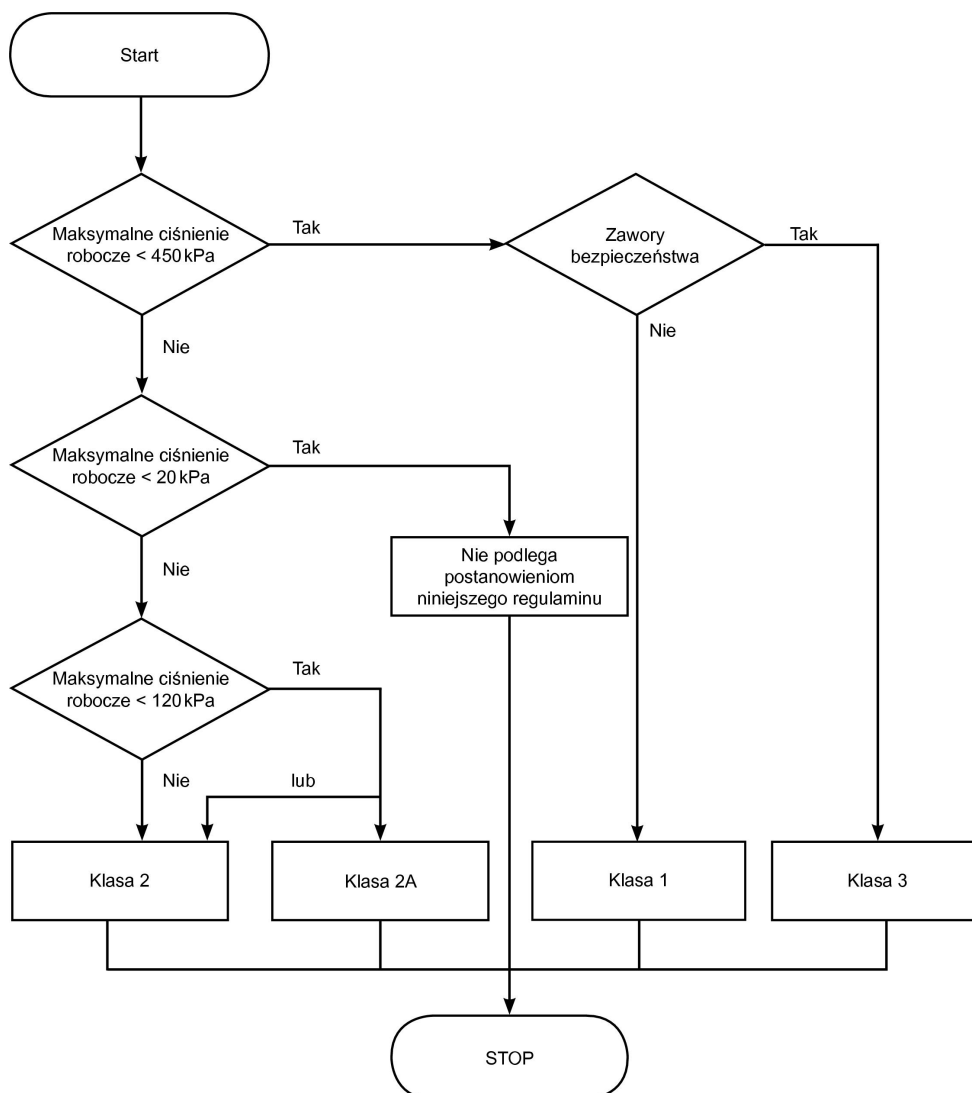 Start
Maksymalne ciśnienie
robocze < 450 kPa
Tak
Zawory
bezpieczeństwa
Tak
Nie
Nie
Maksymalne ciśnienie
robocze < 20 kPa
Tak
Nie podlega
postanowieniom
niniejszego regulaminu
Nie
Maksymalne ciśnienie
robocze < 120 kPa
Tak
Nie
lub
Klasa 2
Klasa 2A
Klasa 1
Klasa 3
STOP